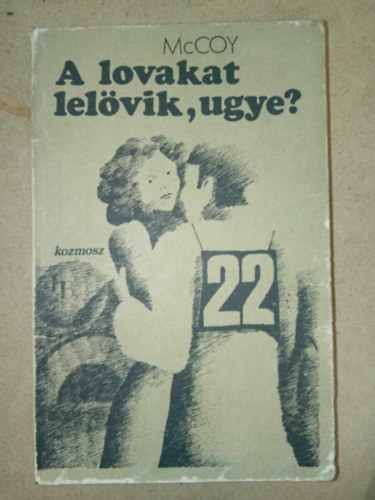 McCOY
A lovakat
lelövik, ugye?
kozmosz
22